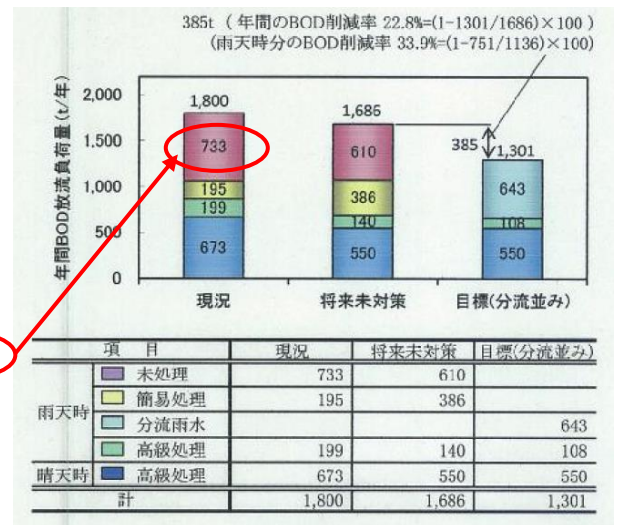 385t （ 年間のBOD削減率 22.8%=(1-1301/1686)×100 ）
(雨天時分のBOD削減率 33.9%=(1-751/1136)×100)
年間BOD放流負荷量(t/年)
2,000
1,500
1,000
500
0
1,800
733
195
199
673
1,686
610
386
140
550
385
1,301
643
108
550
現況
将来未対策
目標(分流並み)
項 目 現況 将来未対策 目標(分流並み)
雨天時
未処理 733 610
簡易処理 195 386
分流雨水 643
高級処理 199 140 108
晴天時 高級処理 673 550 550
計 1,800 1,686 1,301